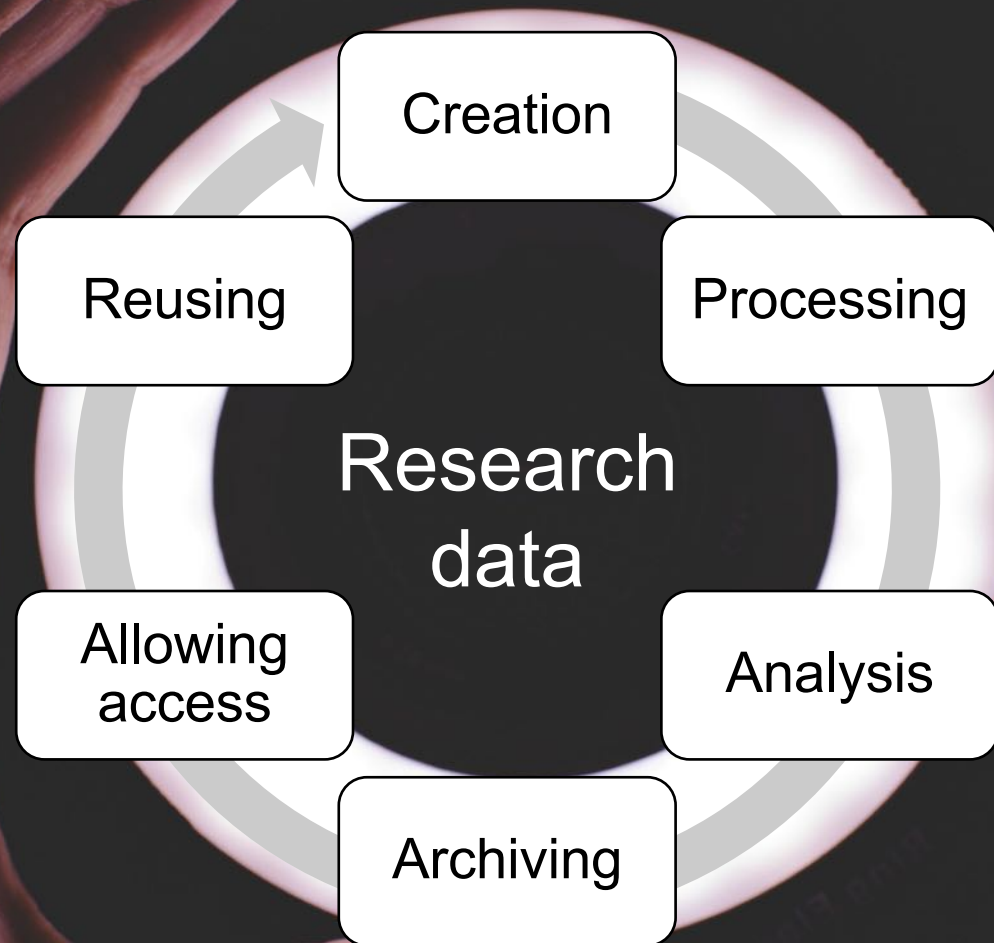 Creation
Processing
Analysis
Archiving
Allowing
access
Reusing
Research
data